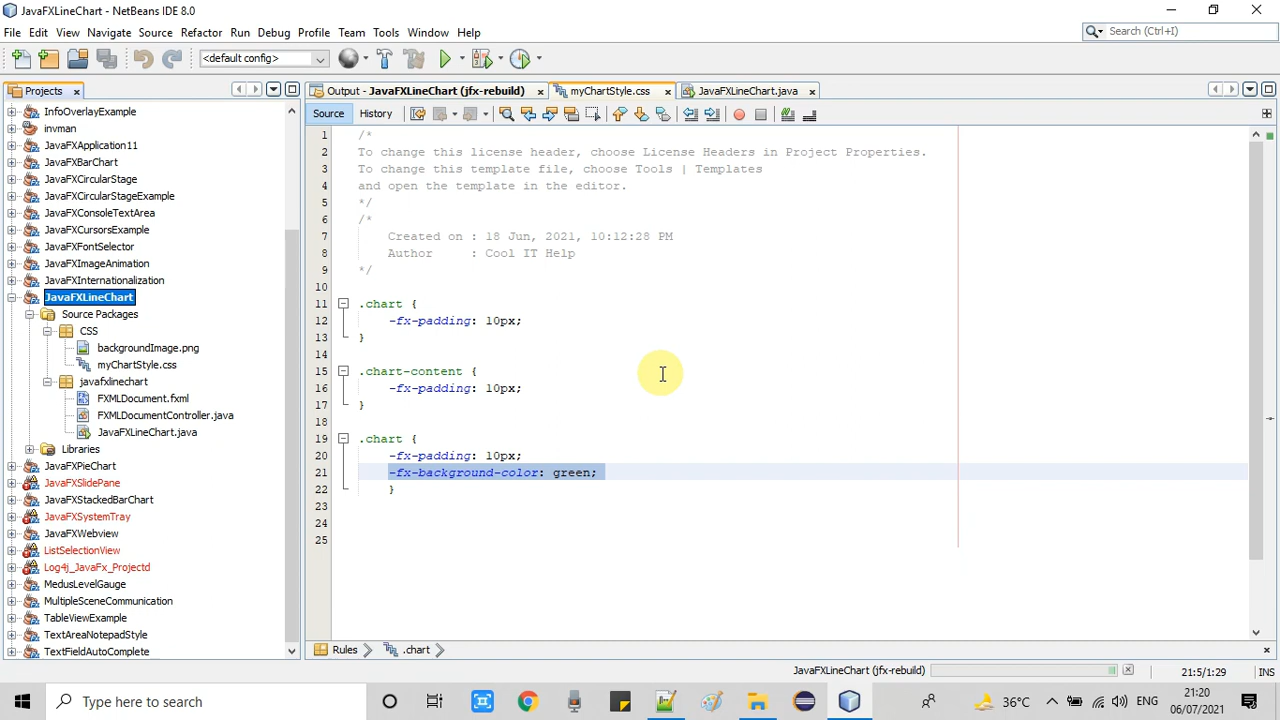 JavaFXLineChart - NetBeans IDE 8.0
File Edit View Navigate Source Refactor Run Debug Profile Team Tools Window Help
Search (Ctrl+I)
<default config>
Projects
Output - JavaFXLineChart (jfx-rebuild)
myChartStyle.css
JavaFXLineChart.java
Source History
InfoOverlayExample
invman
JavaFXApplication11
JavaFXBarChart
JavaFXCircularStage
JavaFXCircularStageExample
JavaFXConsoleTextArea
JavaFXCursorsExample
JavaFXFontSelector
JavaFXImageAnimation
JavaFXInternationalization
JavaFXLineChart
Source Packages
CSS
backgroundImage.png
myChartStyle.css
javafxlinechart
FXMLDocument.fxml
FXMLDocumentController.java
JavaFXLineChart.java
Libraries
JavaFXPieChart
JavaFXSlidePane
JavaFXStackedBarChart
JavaFXSystemTray
JavaFXWebview
ListSelectionView
Log4j_JavaFx_Projectd
MedusLevelGauge
MultipleSceneCommunication
TableViewExample
TextAreaNotepadStyle
TextFieldAutoComplete
1 /*
2 To change this license header, choose License Headers in Project Properties.
3 To change this template file, choose Tools | Templates
4 and open the template in the editor.
5 */
6 /*
7 Created on : 18 Jun, 2021, 10:12:28 PM
8 Author : Cool IT Help
9 */
10
11 .chart {
12 -fx-padding: 10px;
13 }
14
15 .chart-content {
16 -fx-padding: 10px;
17 }
18
19 .chart {
20 -fx-padding: 10px;
21 -fx-background-color: green;
22 }
23
24
25
Rules .chart
JavaFXLineChart (jfx-rebuild)
21:5/1:29 INS
Type here to search
36°C
ENG
21:20
06/07/2021